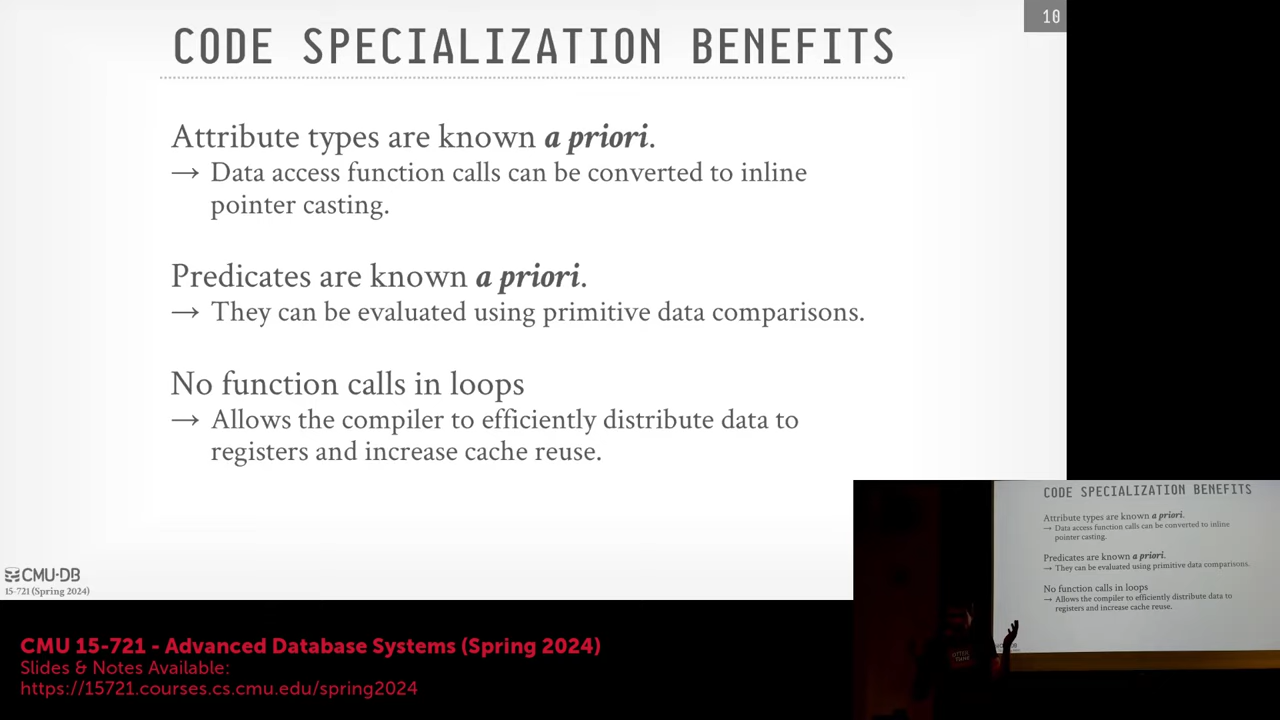 10
CODE SPECIALIZATION BENEFITS
Attribute types are known a priori.
→ Data access function calls can be converted to inline
pointer casting.
Predicates are known a priori.
→ They can be evaluated using primitive data comparisons.
No function calls in loops
→ Allows the compiler to efficiently distribute data to
registers and increase cache reuse.
CMU·DB
15-721 (Spring 2024)
CODE SPECIALIZATION BENEFITS
Attribute types are known a priori.
→ Data access function calls can be converted to inline
pointer casting.
Predicates are known a priori.
→ They can be evaluated using primitive data comparisons.
No function calls in loops
→ Allows the compiler to efficiently distribute data to
registers and increase cache reuse.
CMU 15-721 - Advanced Database Systems (Spring 2024)
Slides & Notes Available:
https://15721.courses.cs.cmu.edu/spring2024